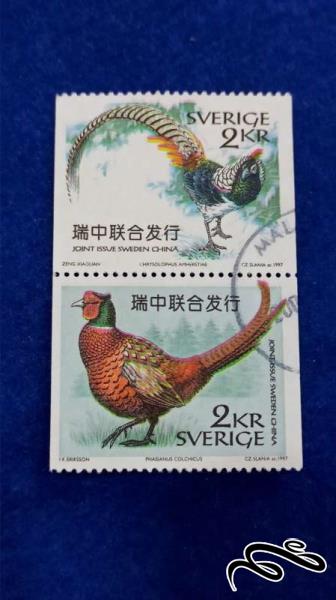 SVERIGE
2KR
瑞中联合发行
JOINT ISSUE SWEDEN CHINA
ZENG XIAOLIAN CHRYSOLOPHUS AMHERSTIAE CZ. SLANIA sc. 1997
MAL
瑞中联合发行
JOINT ISSUE SWEDEN CHINA
2KR
SVERIGE
ERIKSSON PHASIANUS COLCHICUS CZ. SLANIA sc. 1997